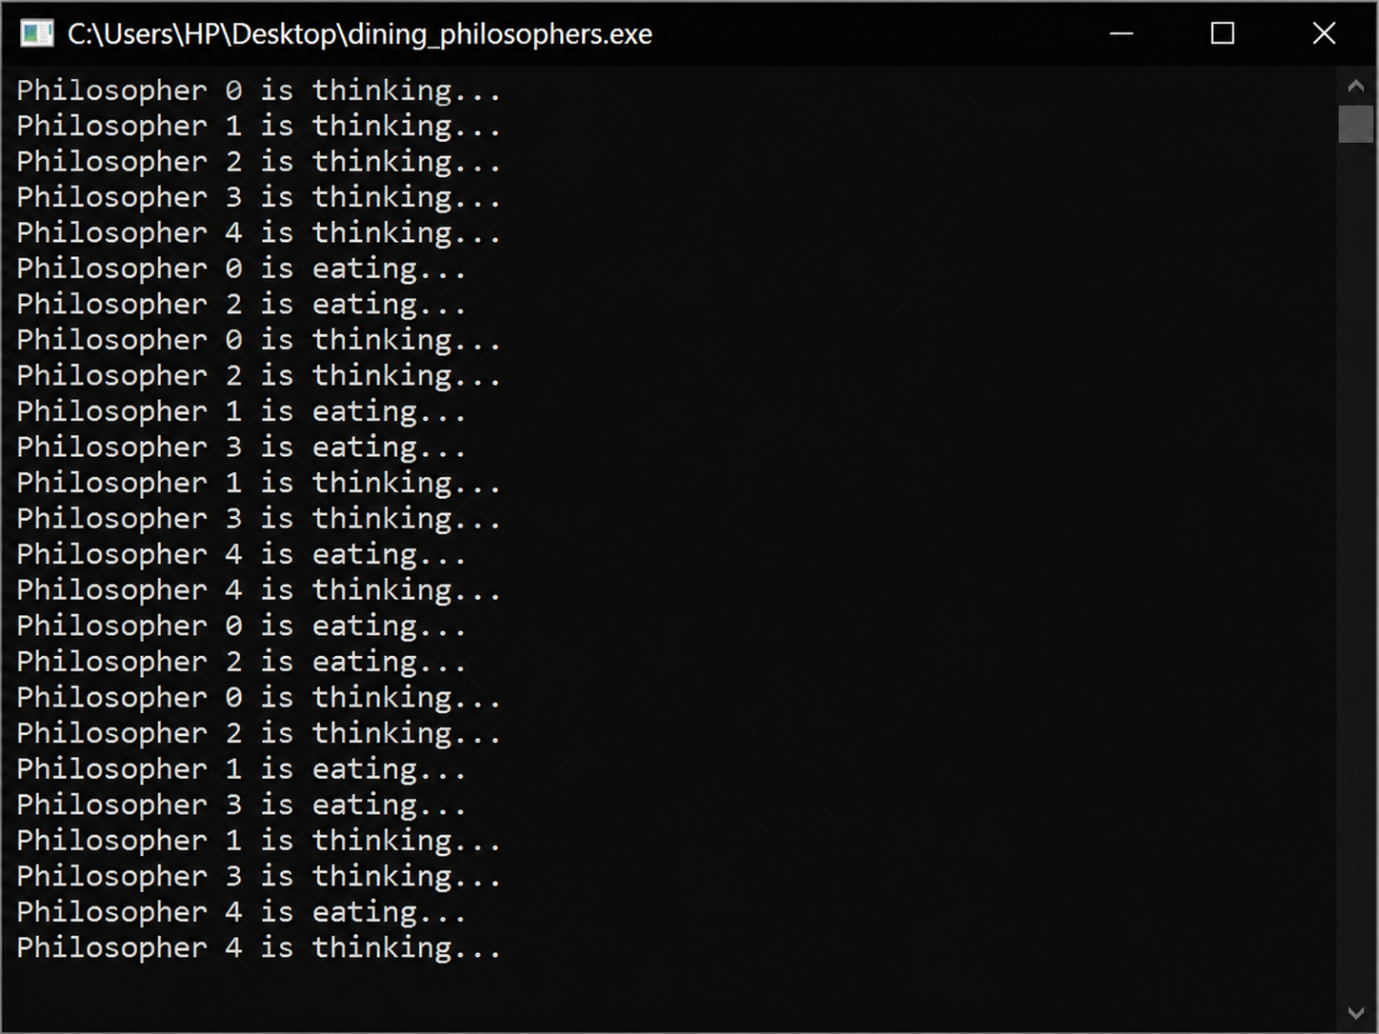 C:\Users\HP\Desktop\dining_philosophers.exe
Philosopher 0 is thinking...
Philosopher 1 is thinking...
Philosopher 2 is thinking...
Philosopher 3 is thinking...
Philosopher 4 is thinking...
Philosopher 0 is eating...
Philosopher 2 is eating...
Philosopher 0 is thinking...
Philosopher 2 is thinking...
Philosopher 1 is eating...
Philosopher 3 is eating...
Philosopher 1 is thinking...
Philosopher 3 is thinking...
Philosopher 4 is eating...
Philosopher 4 is thinking...
Philosopher 0 is eating...
Philosopher 2 is eating...
Philosopher 0 is thinking...
Philosopher 2 is thinking...
Philosopher 1 is eating...
Philosopher 3 is eating...
Philosopher 1 is thinking...
Philosopher 3 is thinking...
Philosopher 4 is eating...
Philosopher 4 is thinking...